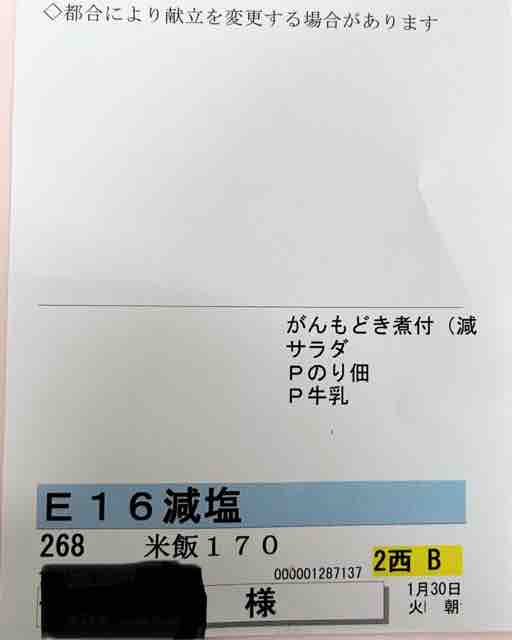 ◇都合により献立を変更する場合があります
がんもどき煮付（減
サラダ
Ｐのり佃
Ｐ牛乳
Ｅ１６減塩
268 米飯１７０
2西 B
000001287137
様
1月30日
火 朝